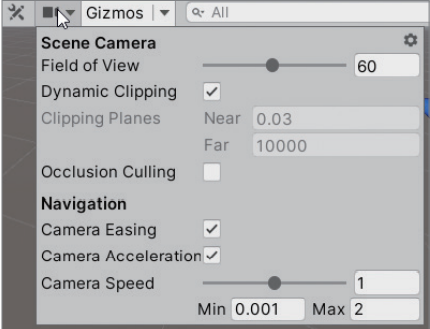 Gizmos All
Scene Camera
Field of View 60
Dynamic Clipping
Clipping Planes Near 0.03
Far 10000
Occlusion Culling
Navigation
Camera Easing
Camera Acceleration
Camera Speed 1
Min 0.001 Max 2